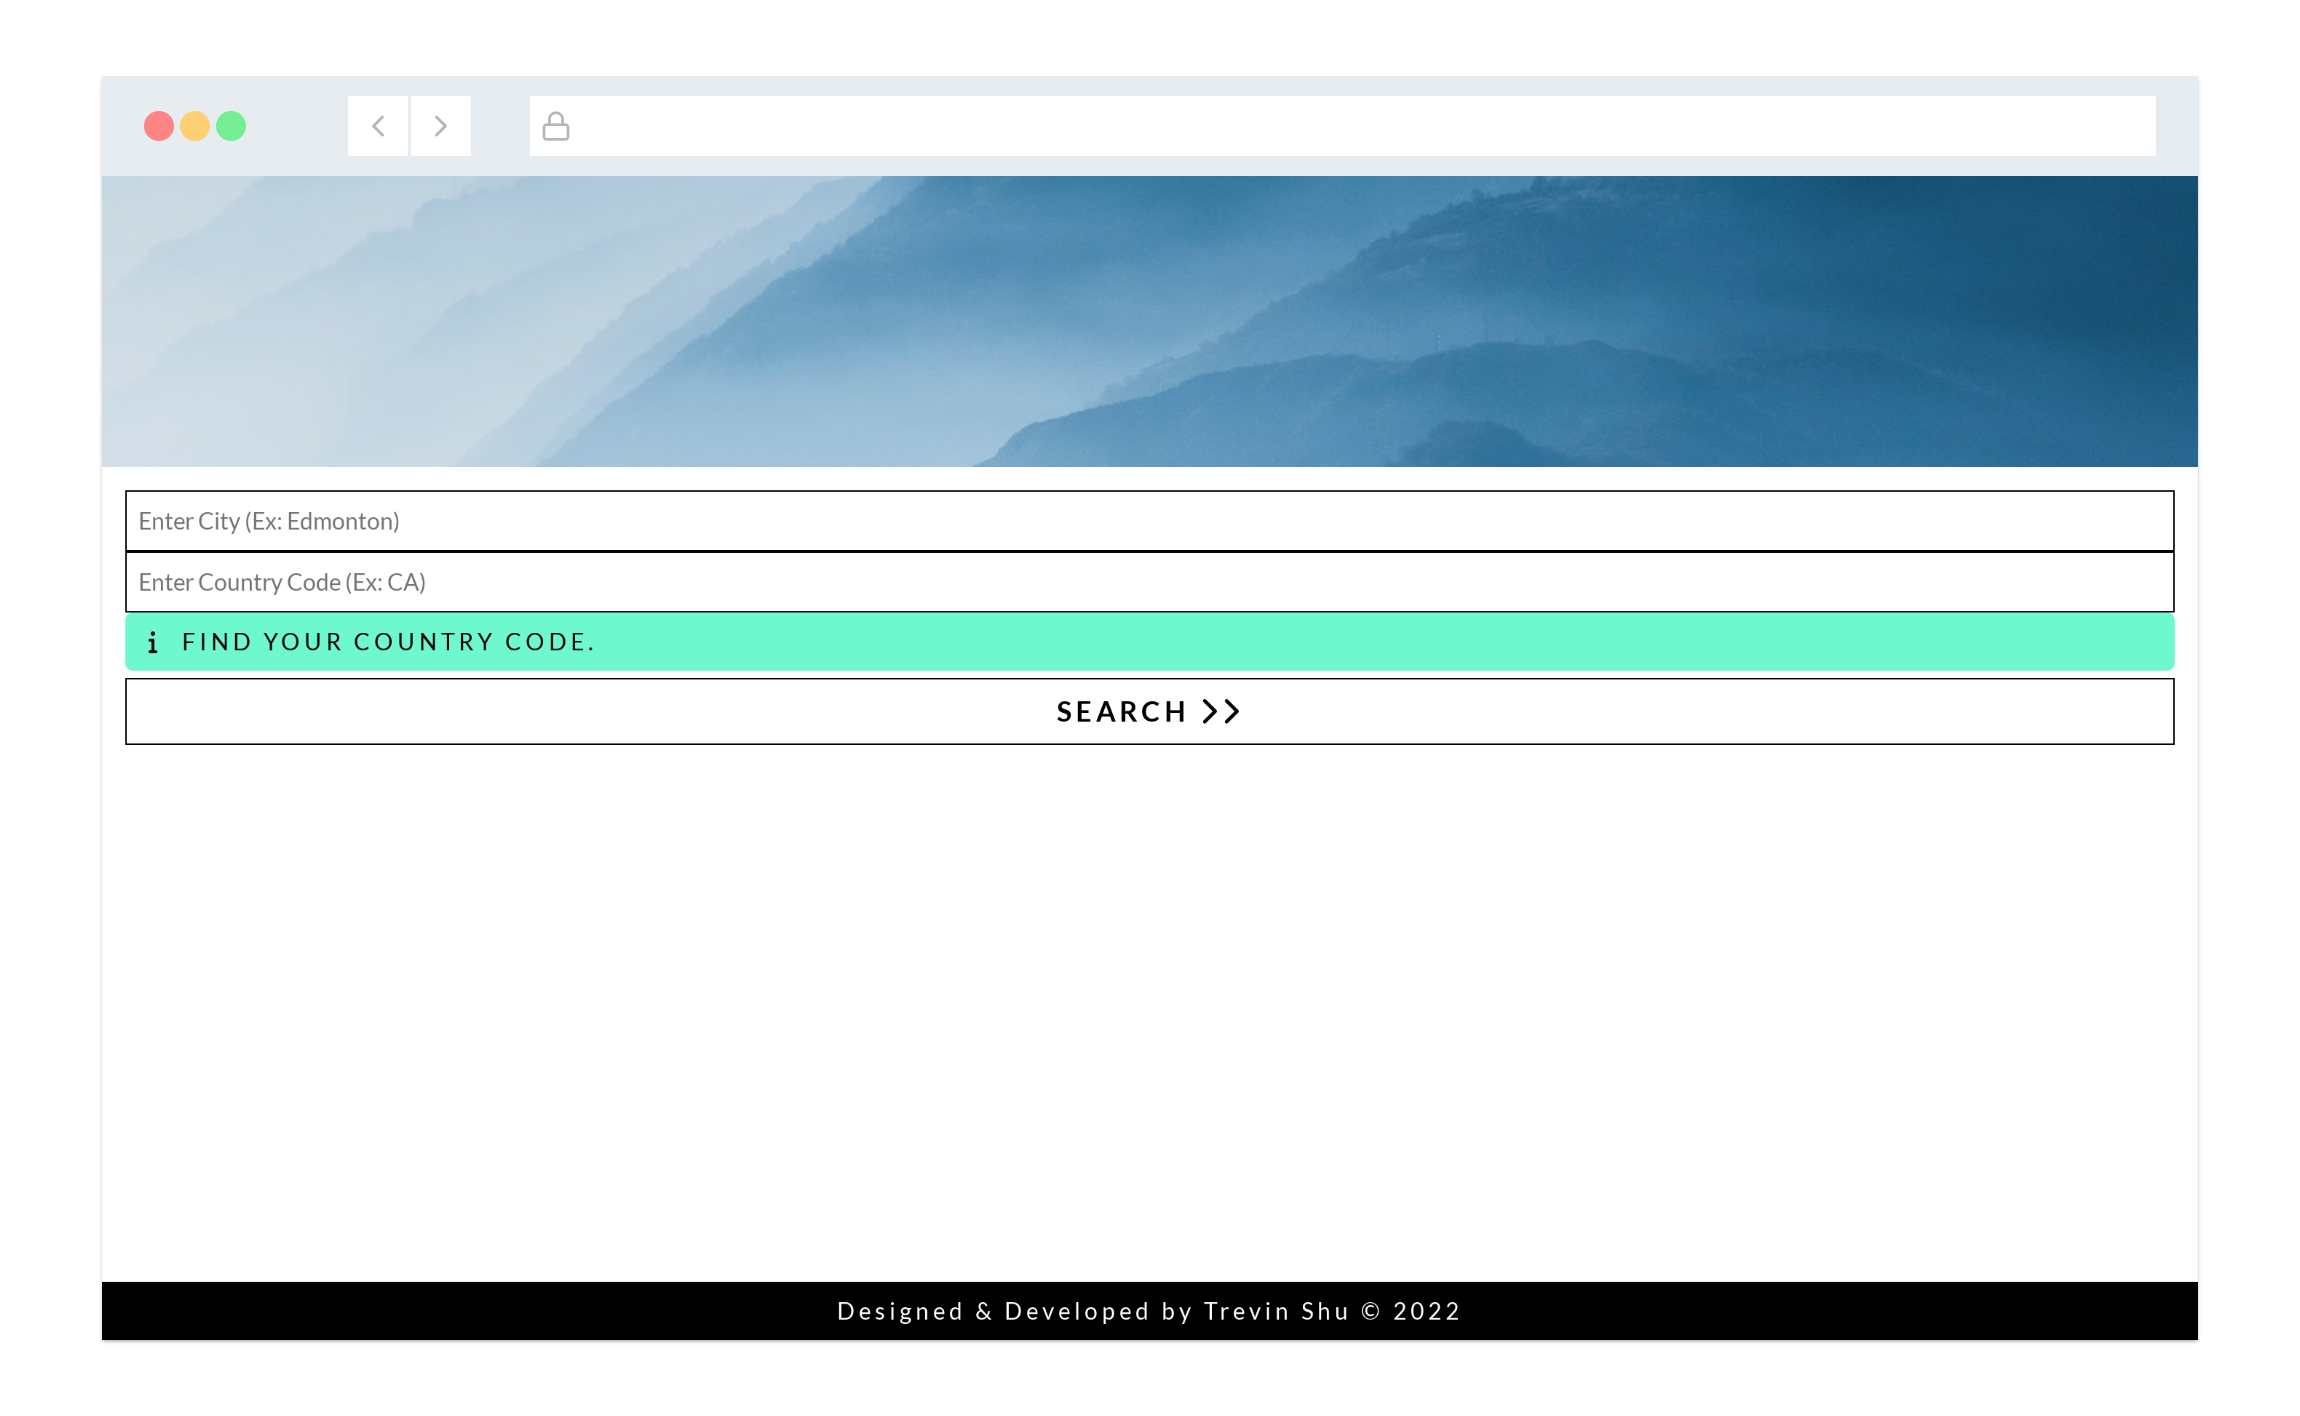 Enter City (Ex: Edmonton)
Enter Country Code (Ex: CA)
FIND YOUR COUNTRY CODE.
SEARCH
Designed & Developed by Trevin Shu © 2022